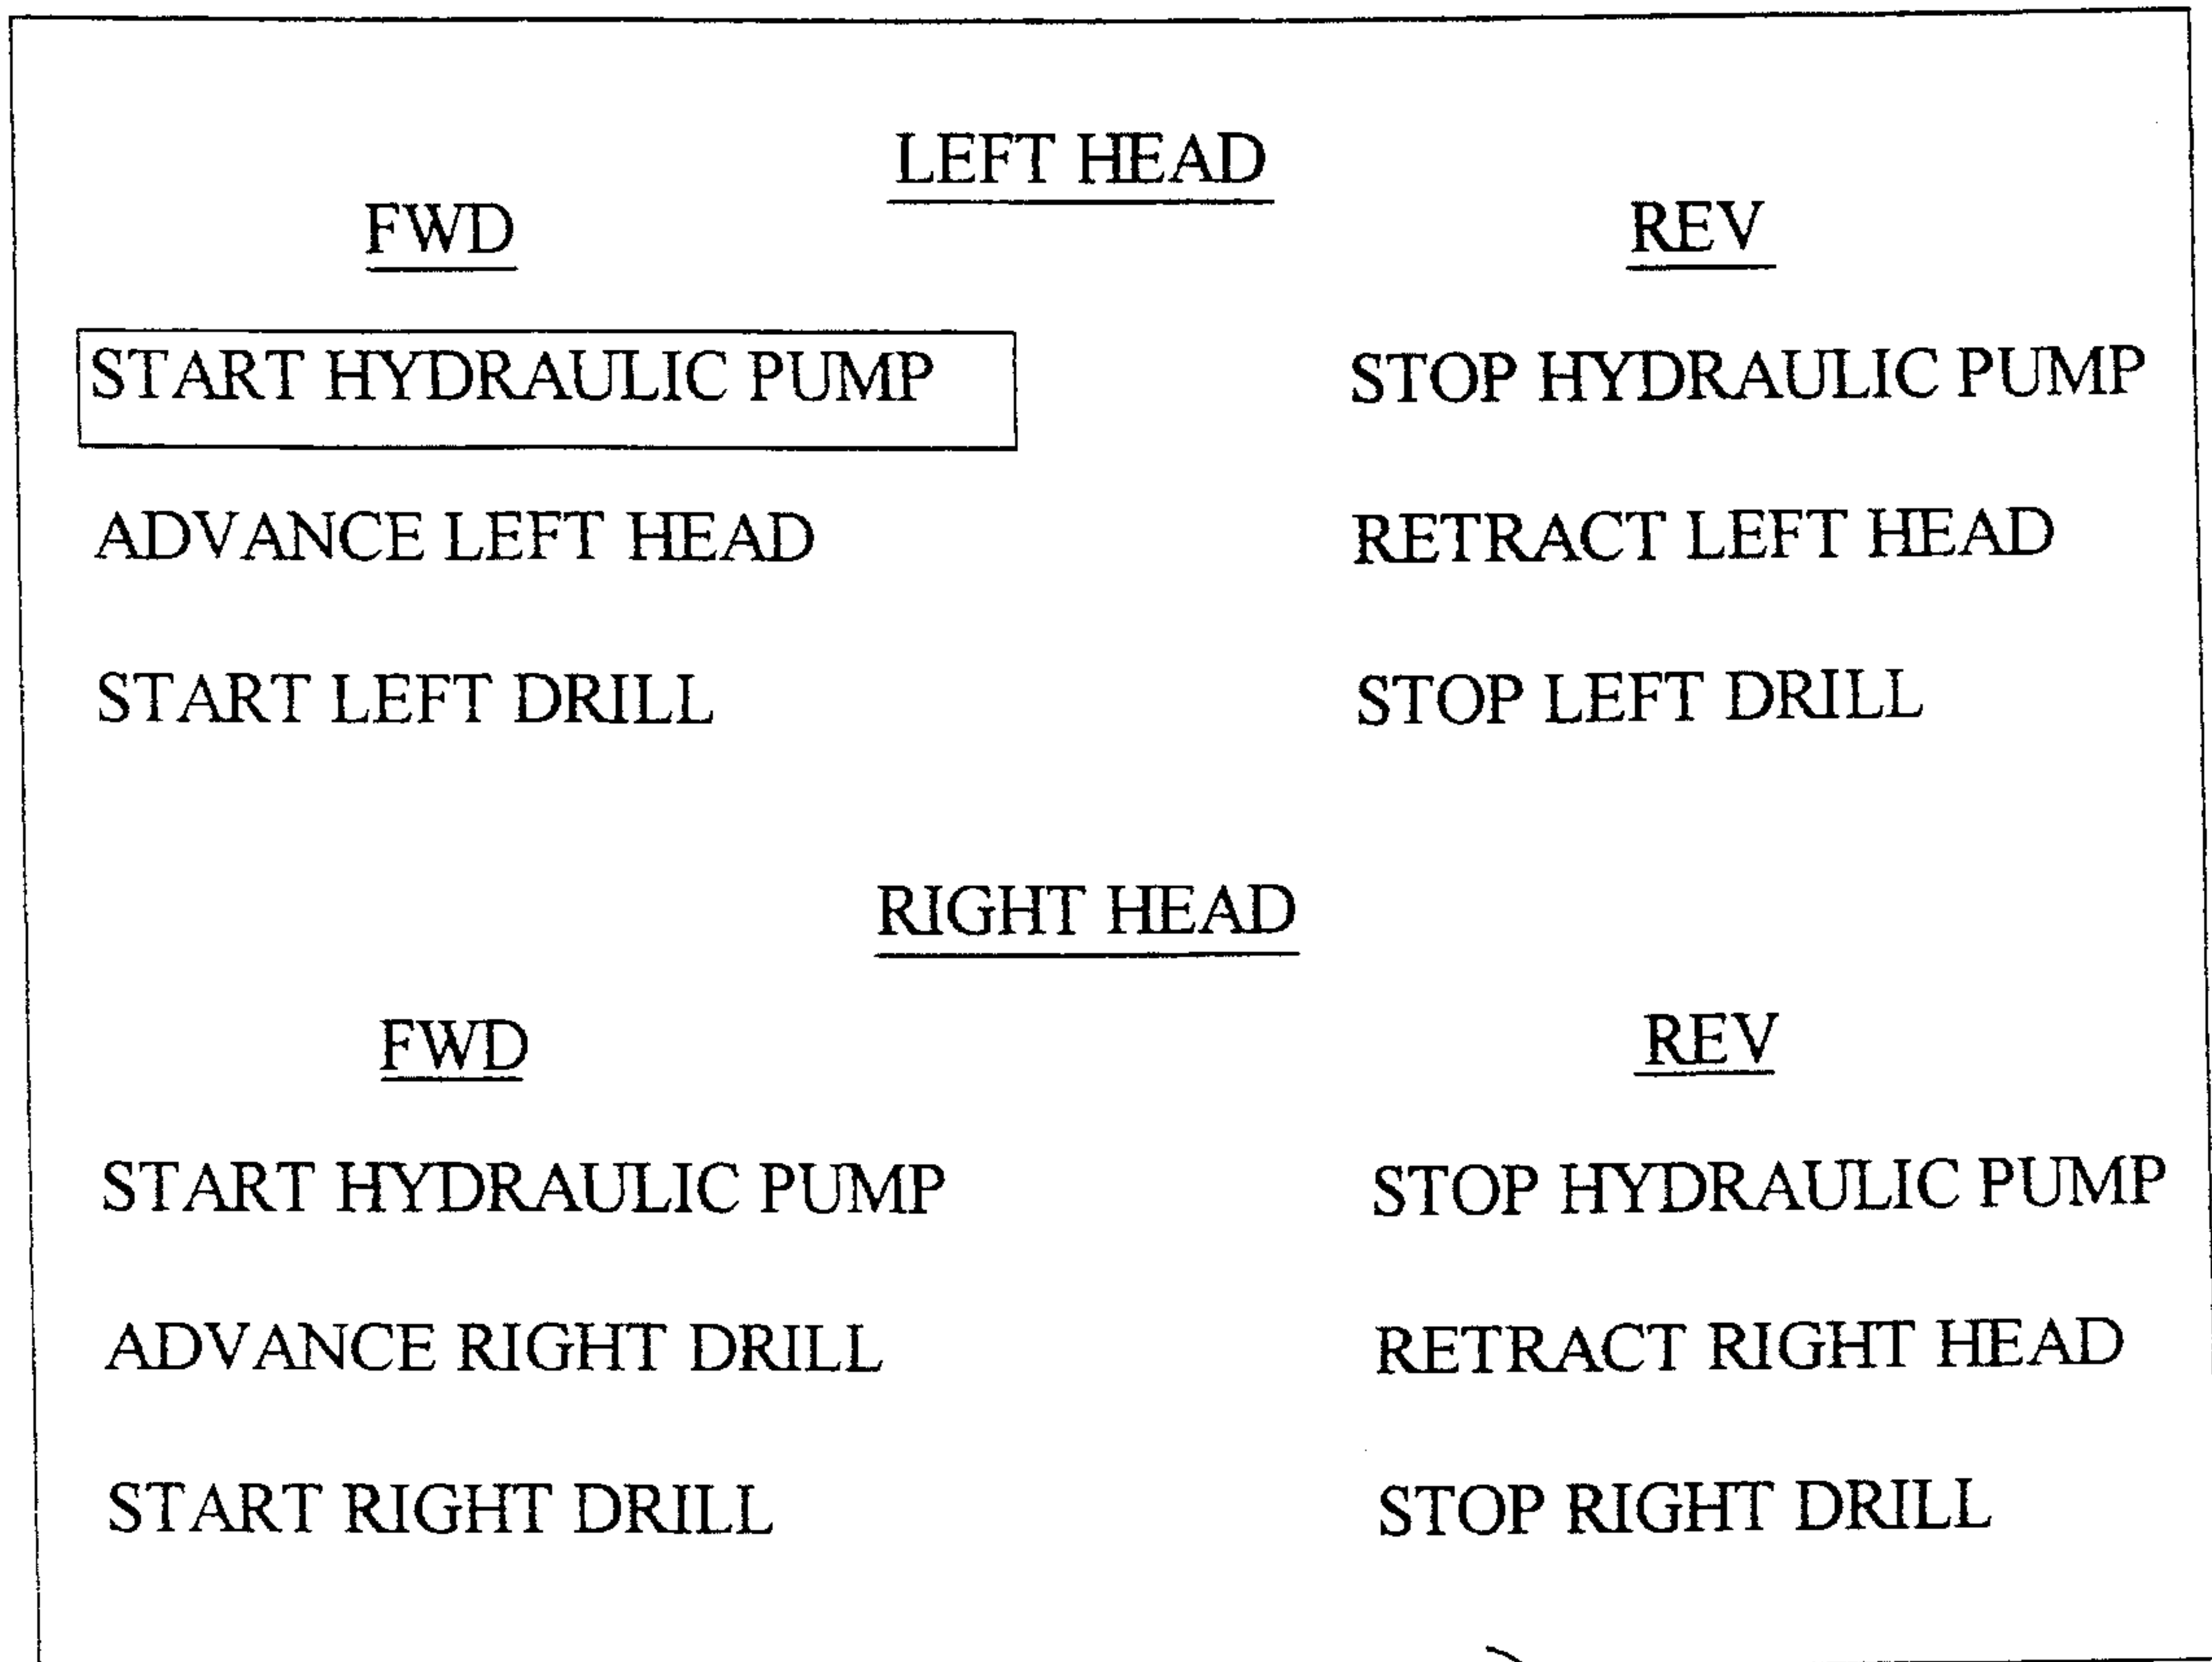 LEFT HEAD
FWD REV
START HYDRAULIC PUMP STOP HYDRAULIC PUMP
ADVANCE LEFT HEAD RETRACT LEFT HEAD
START LEFT DRILL STOP LEFT DRILL
RIGHT HEAD
FWD REV
START HYDRAULIC PUMP STOP HYDRAULIC PUMP
ADVANCE RIGHT DRILL RETRACT RIGHT HEAD
START RIGHT DRILL STOP RIGHT DRILL